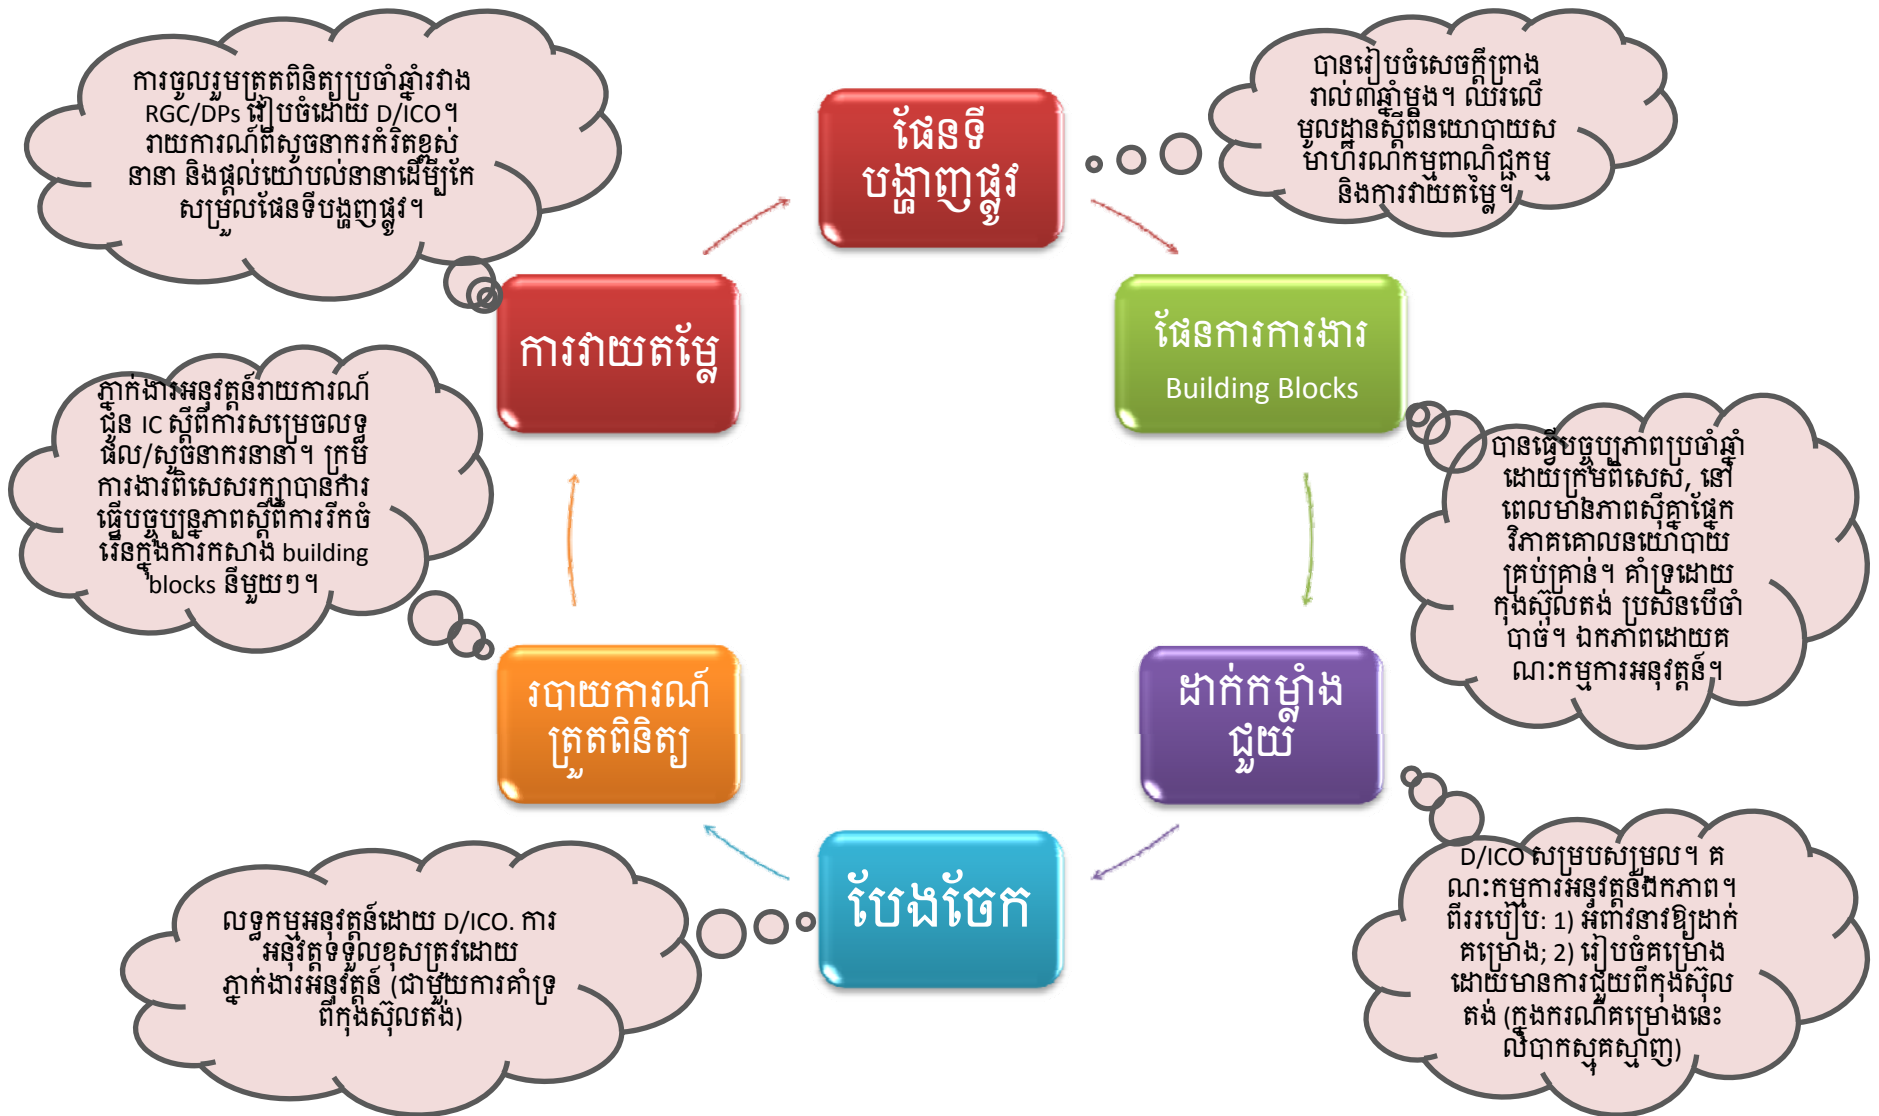 ការចូលរួមត្រួតពិនិត្យប្រចាំឆ្នាំរវាង
RGC/DPs រៀបចំដោយ D/ICO។
រាយការណ៍ពីសូចនាករកំរិតខ្ពស់
នានា និងផ្តល់យោបល់នានាដើម្បីកែ
សម្រួលផែនទីបង្ហញផ្លូវ។
ផែនទី
បង្ហាញផ្លូវ
បានរៀបចំសេចក្តីព្រាង
រាល់៣ឆ្នាំម្តង។ ឈរលើ
មូលដ្ឋានស្តីពីនយោបាយស
មាហរណកម្មពាណិជ្ជកម្ម
និងការវាយតម្លៃ។
ការវាយតម្លៃ
ផែនការការងារ
Building Blocks
ភ្នាក់ងារអនុវត្តន៍រាយការណ៍
ជូន IC ស្តីពីការសម្រេចលទ្ធ
ផល/សូចនាករនានា។ ក្រុម
ការងារពិសេសរក្សាបានការ
ធ្វើបច្ចុប្បន្នភាពស្តីពីការរីកចំ
រើនក្នុងការកសាង building
blocks នីមួយៗ។
បានធ្វើបច្ចុប្បភាពប្រចាំឆ្នាំ
ដោយក្រុមពិសេស, នៅ
ពេលមានភាពស៊ីគ្នាផ្នែក
វិភាគគោលនយោបាយ
គ្រប់គ្រាន់។ គាំទ្រដោយ
កុងស៊ុលតង់ ប្រសិនបើចាំ
បាច់។ ឯកភាពដោយគ
ណៈកម្មការអនុវត្តន៍។
របាយការណ៍
ត្រួតពិនិត្យ
ដាក់កម្លាំង
ជួយ
បែងចែក
លទ្ធកម្មអនុវត្តន៍ដោយ D/ICO. ការ
អនុវត្តទទួលខុសត្រូវដោយ
ភ្នាក់ងារអនុវត្តន៍ (ជាមួយការគាំទ្រ
ពីកុងស៊ុលតង់)
D/ICO សម្របសម្រួល។ គ
ណៈកម្មការអនុវត្តន៍ឯកភាព។
ពីររបៀប: 1) អំពាវនាវឱ្យដាក់
គម្រោង; 2) រៀបចំគម្រោង
ដោយមានការជួយពីកុងស៊ុល
តង់ (ក្នុងករណីគម្រោងនេះ
លំបាកស្មុគស្មាញ)